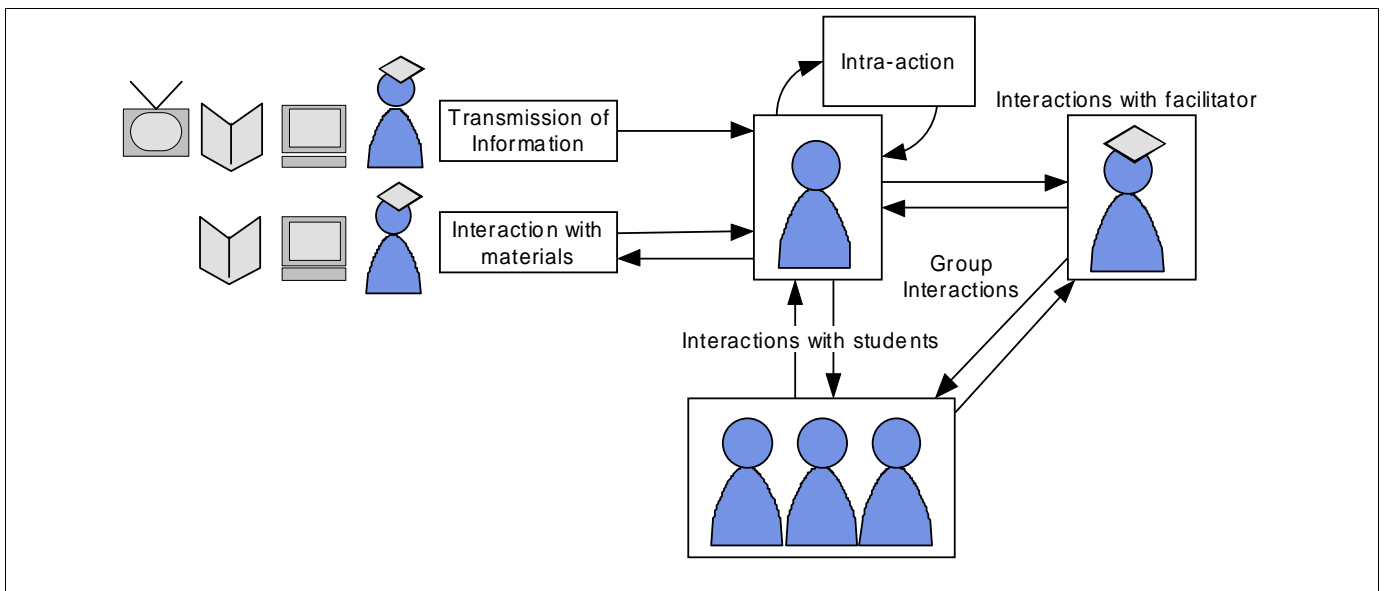 Intra-action
Interactions with facilitator
Transmission of
Information
Interaction with
materials
Group
Interactions
Interactions with students